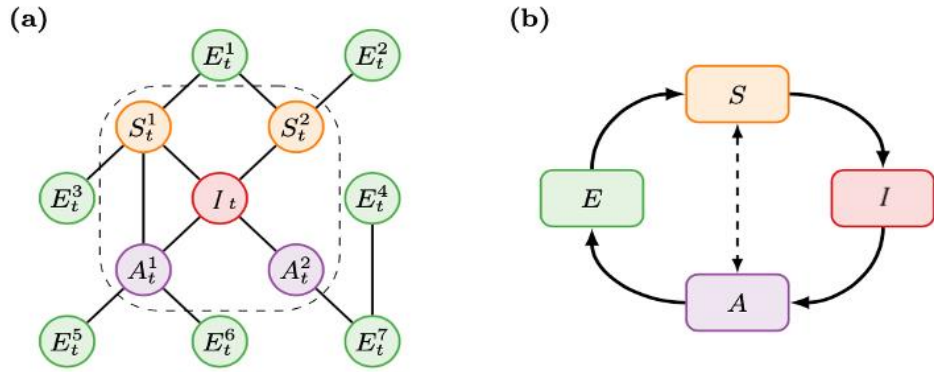 (a)
(b)
E_t^1
E_t^2
S_t^1
S_t^2
E_t^3
I_t
E_t^4
A_t^1
A_t^2
E_t^5
E_t^6
E_t^7
S
E
I
A